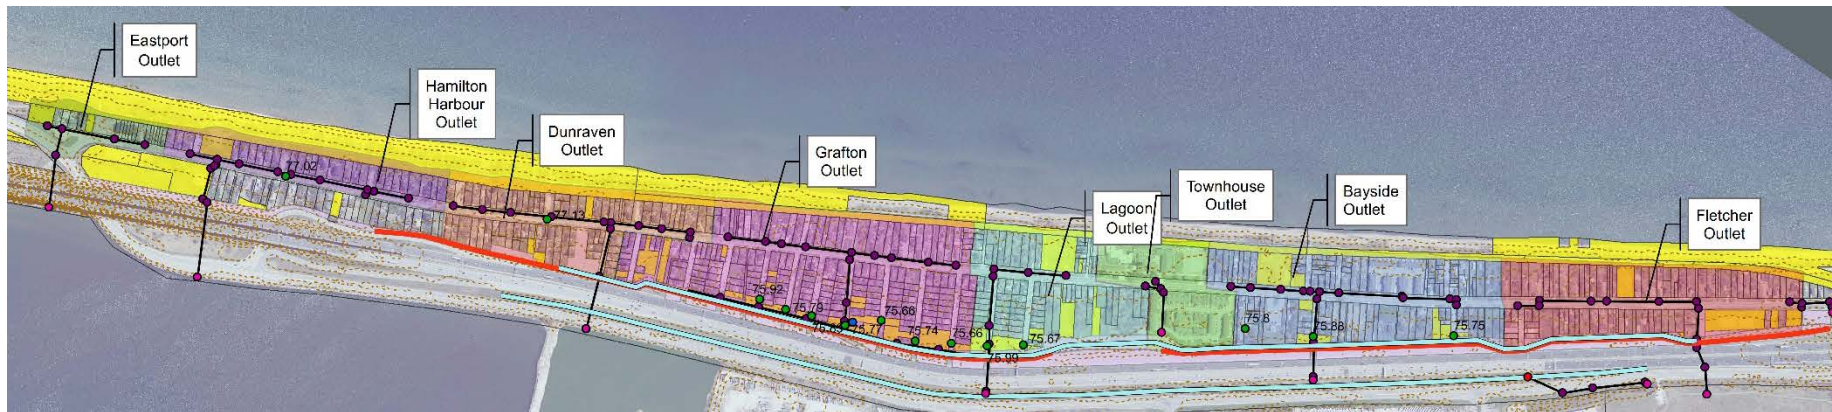 Eastport
Outlet
Hamilton
Harbour
Outlet
Dunraven
Outlet
Grafton
Outlet
Lagoon
Outlet
Townhouse
Outlet
Bayside
Outlet
Fletcher
Outlet
77.02
77.13
75.92
75.79
75.77
75.66
75.74
75.66
75.67
75.99
75.8
75.88
75.75